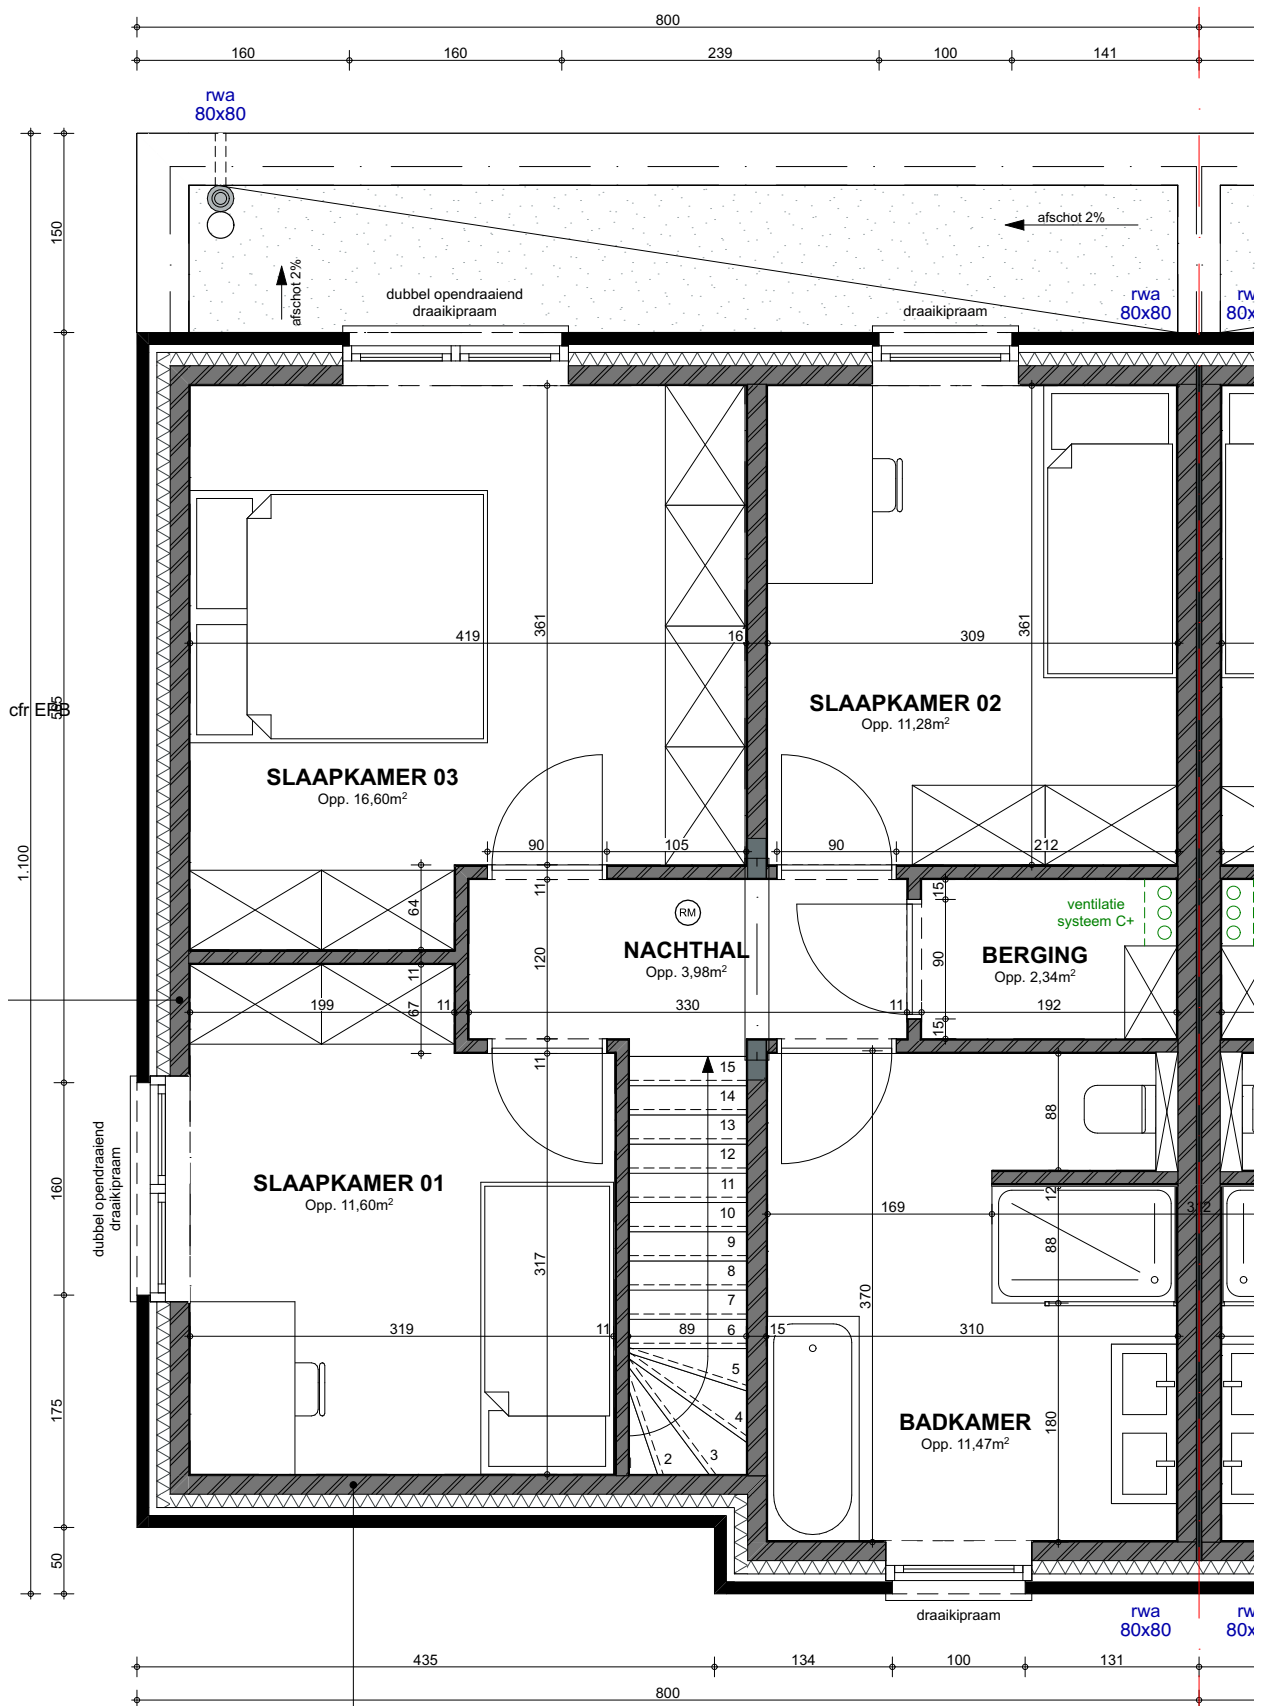 800
160
160
239
100
141
rwa
80x80
150
afschot 2%
afschot 2%
dubbel opendraaiend
draaikipraam
draaikipraam
rwa
80x80
rw
80x
419
361
16
309
361
SLAAPKAMER 02
Opp. 11,28m²
cfr EPB
SLAAPKAMER 03
Opp. 16,60m²
1.100
90
105
90
212
64
11
15
RM
NACHTHAL
Opp. 3,98m²
ventilatie
systeem C+
BERGING
Opp. 2,34m²
120
90
11
67
199
11
330
11
192
15
11
15
14
13
12
11
10
9
8
7
6
5
4
3
2
88
dubbel opendraaiend
draaikipraam
160
SLAAPKAMER 01
Opp. 11,60m²
317
169
12
312
88
370
319
11
89
15
310
175
BADKAMER
Opp. 11,47m²
180
50
draaikipraam
rwa
80x80
rw
80x
435
134
100
131
800